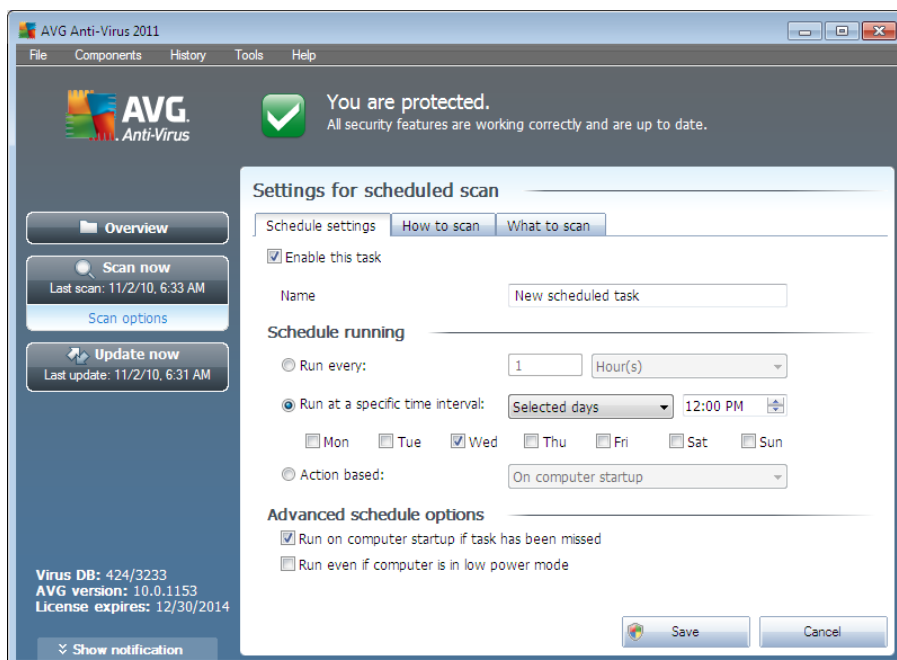 AVG Anti-Virus 2011
File Components History Tools Help
AVG.
Anti-Virus
You are protected.
All security features are working correctly and are up to date.
Overview
Scan now
Last scan: 11/2/10, 6:33 AM
Scan options
Update now
Last update: 11/2/10, 6:31 AM
Virus DB: 424/3233
AVG version: 10.0.1153
License expires: 12/30/2014
Show notification
Settings for scheduled scan
Schedule settings How to scan What to scan
Enable this task
Name New scheduled task
Schedule running
Run every: 1 Hour(s)
Run at a specific time interval: Selected days 12:00 PM
Mon Tue Wed Thu Fri Sat Sun
Action based: On computer startup
Advanced schedule options
Run on computer startup if task has been missed
Run even if computer is in low power mode
Save Cancel